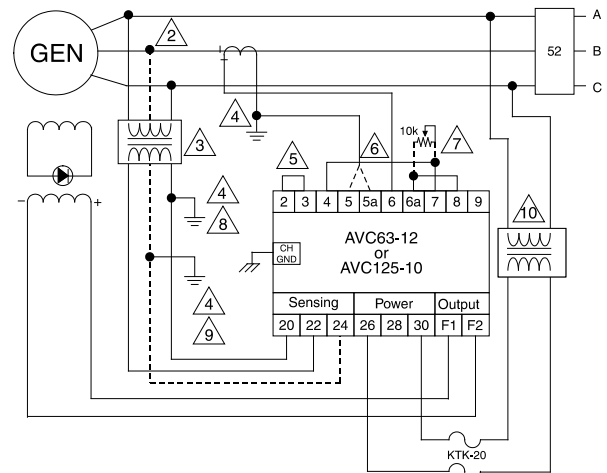 A
2
GEN
52
B
C
4
10k
7
3
5
6
2 3 4 5 5a 6 6a 7 8 9
4
8
10
AVC63-12
or
AVC125-10
CH
GND
4
9
Sensing Power Output
20 22 24 26 28 30 F1 F2
- +
KTK-20